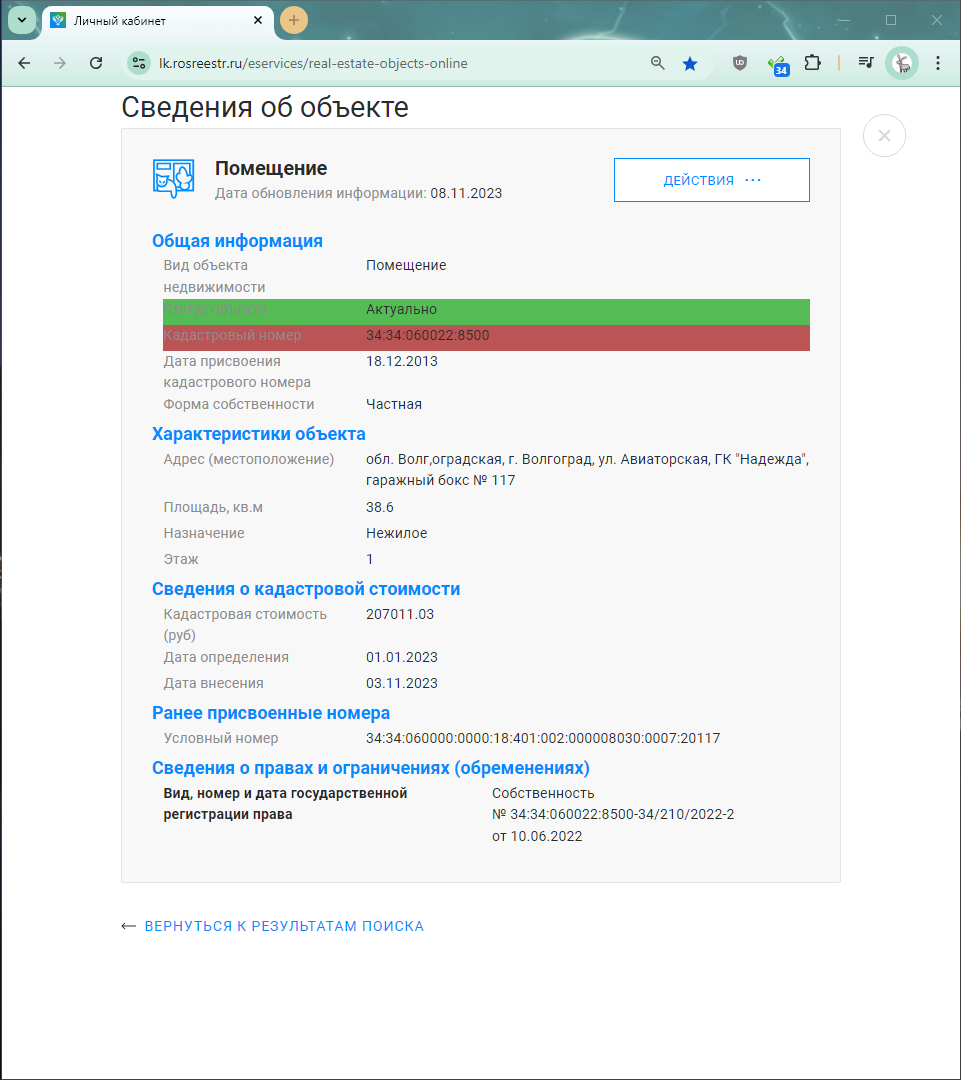 Личный кабинет
lk.rosreestr.ru/eservices/real-estate-objects-online
34
Сведения об объекте
Помещение
Дата обновления информации: 08.11.2023
ДЕЙСТВИЯ ...
Общая информация
Вид объекта недвижимости Помещение
Статус объекта Актуально
Кадастровый номер 34:34:060022:8500
Дата присвоения кадастрового номера 18.12.2013
Форма собственности Частная
Характеристики объекта
Адрес (местоположение) обл. Волг,оградская, г. Волгоград, ул. Авиаторская, ГК "Надежда",
гаражный бокс № 117
Площадь, кв.м 38.6
Назначение Нежилое
Этаж 1
Сведения о кадастровой стоимости
Кадастровая стоимость (руб) 207011.03
Дата определения 01.01.2023
Дата внесения 03.11.2023
Ранее присвоенные номера
Условный номер 34:34:060000:0000:18:401:002:000008030:0007:20117
Сведения о правах и ограничениях (обременениях)
Вид, номер и дата государственной регистрации права Собственность
№ 34:34:060022:8500-34/210/2022-2
от 10.06.2022
← ВЕРНУТЬСЯ К РЕЗУЛЬТАТАМ ПОИСКА